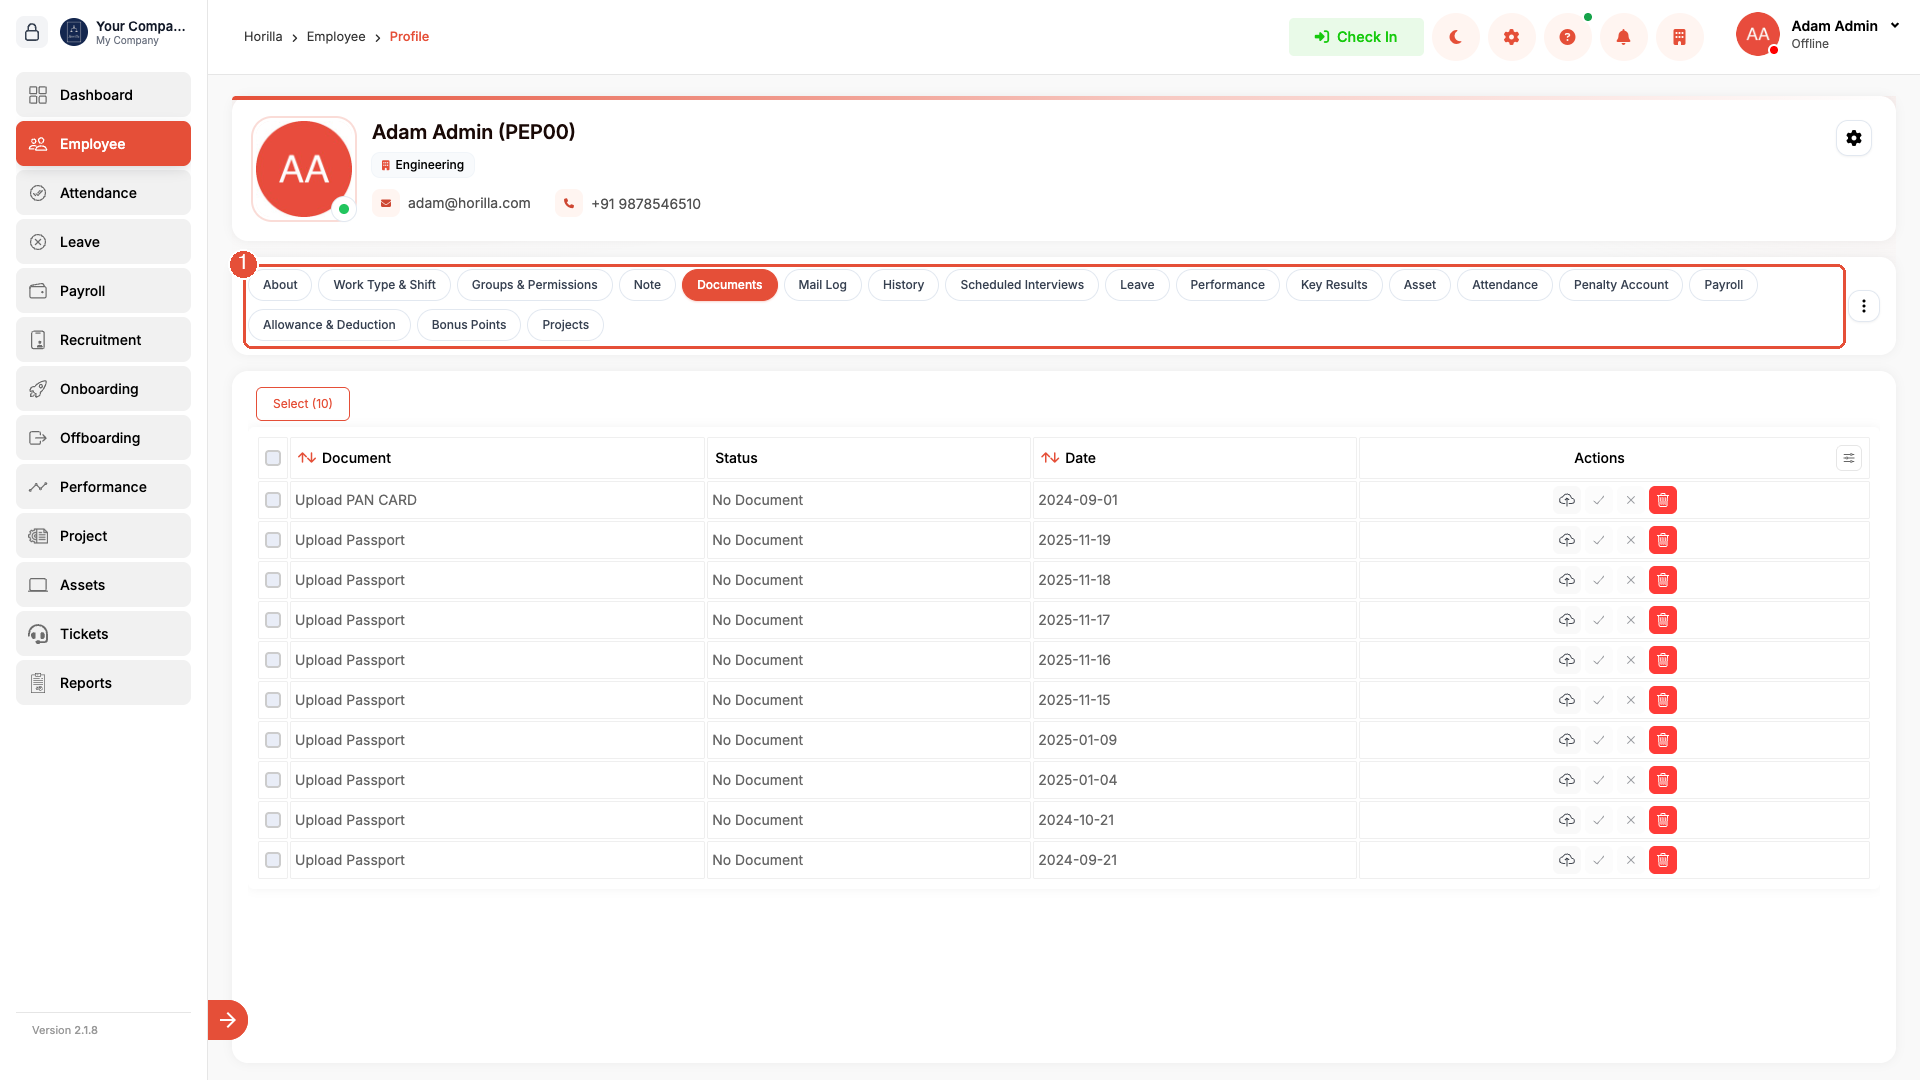 Your Compa...
My Company
Horilla > Employee > Profile
Check In
AA
Adam Admin
Offline
Dashboard
Employee
Attendance
Leave
Payroll
Recruitment
Onboarding
Offboarding
Performance
Project
Assets
Tickets
Reports
Version 2.1.8
AA
Adam Admin (PEP00)
Engineering
adam@horilla.com
+91 9878546510
1
About Work Type & Shift Groups & Permissions Note Documents Mail Log History Scheduled Interviews Leave Performance Key Results Asset Attendance Penalty Account Payroll
Allowance & Deduction Bonus Points Projects
Select (10)
Document Status Date Actions
Upload PAN CARD No Document 2024-09-01
Upload Passport No Document 2025-11-19
Upload Passport No Document 2025-11-18
Upload Passport No Document 2025-11-17
Upload Passport No Document 2025-11-16
Upload Passport No Document 2025-11-15
Upload Passport No Document 2025-01-09
Upload Passport No Document 2025-01-04
Upload Passport No Document 2024-10-21
Upload Passport No Document 2024-09-21